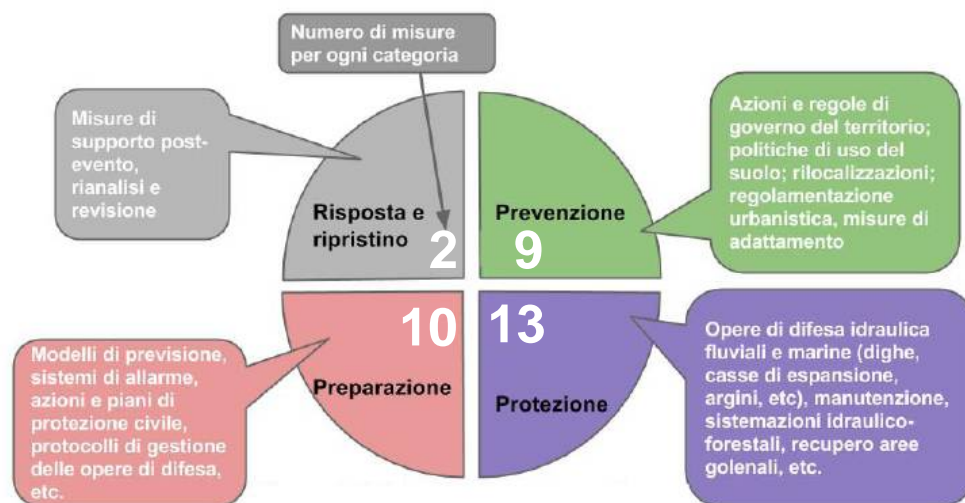 Numero di misure
per ogni categoria
Misure di
supporto post-
evento,
rianalisi e
revisione
Risposta e
ripristino
2
Prevenzione
9
Azioni e regole di
governo del territorio;
politiche di uso del
suolo; rilocalizzazioni;
regolamentazione
urbanistica, misure di
adattamento
Modelli di previsione,
sistemi di allarme,
azioni e piani di
protezione civile,
protocolli di gestione
delle opere di difesa,
etc.
10
Preparazione
13
Protezione
Opere di difesa idraulica
fluviali e marine (dighe,
casse di espansione,
argini, etc), manutenzione,
sistemazioni idraulico-
forestali, recupero aree
golenali, etc.